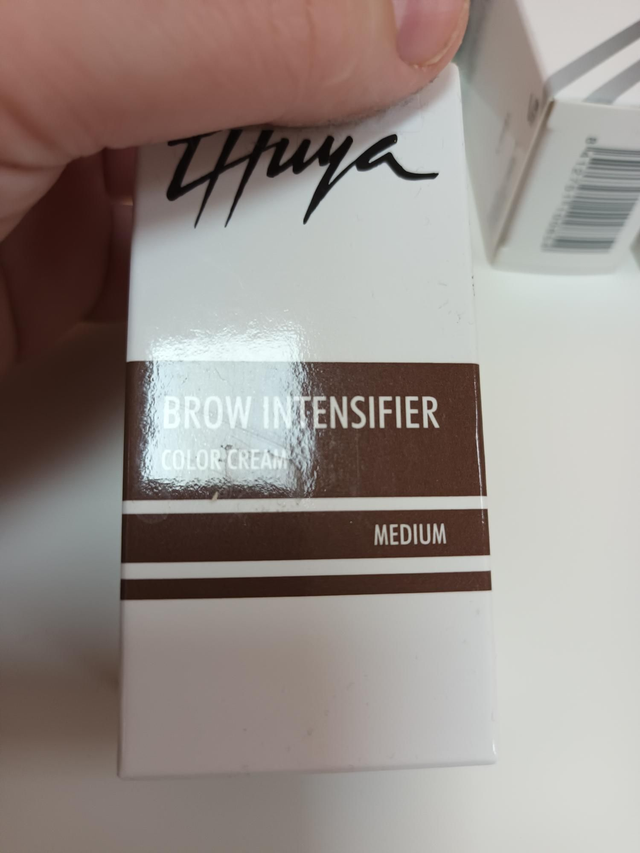 thuya
BROW INTENSIFIER
COLOR CREAM
MEDIUM